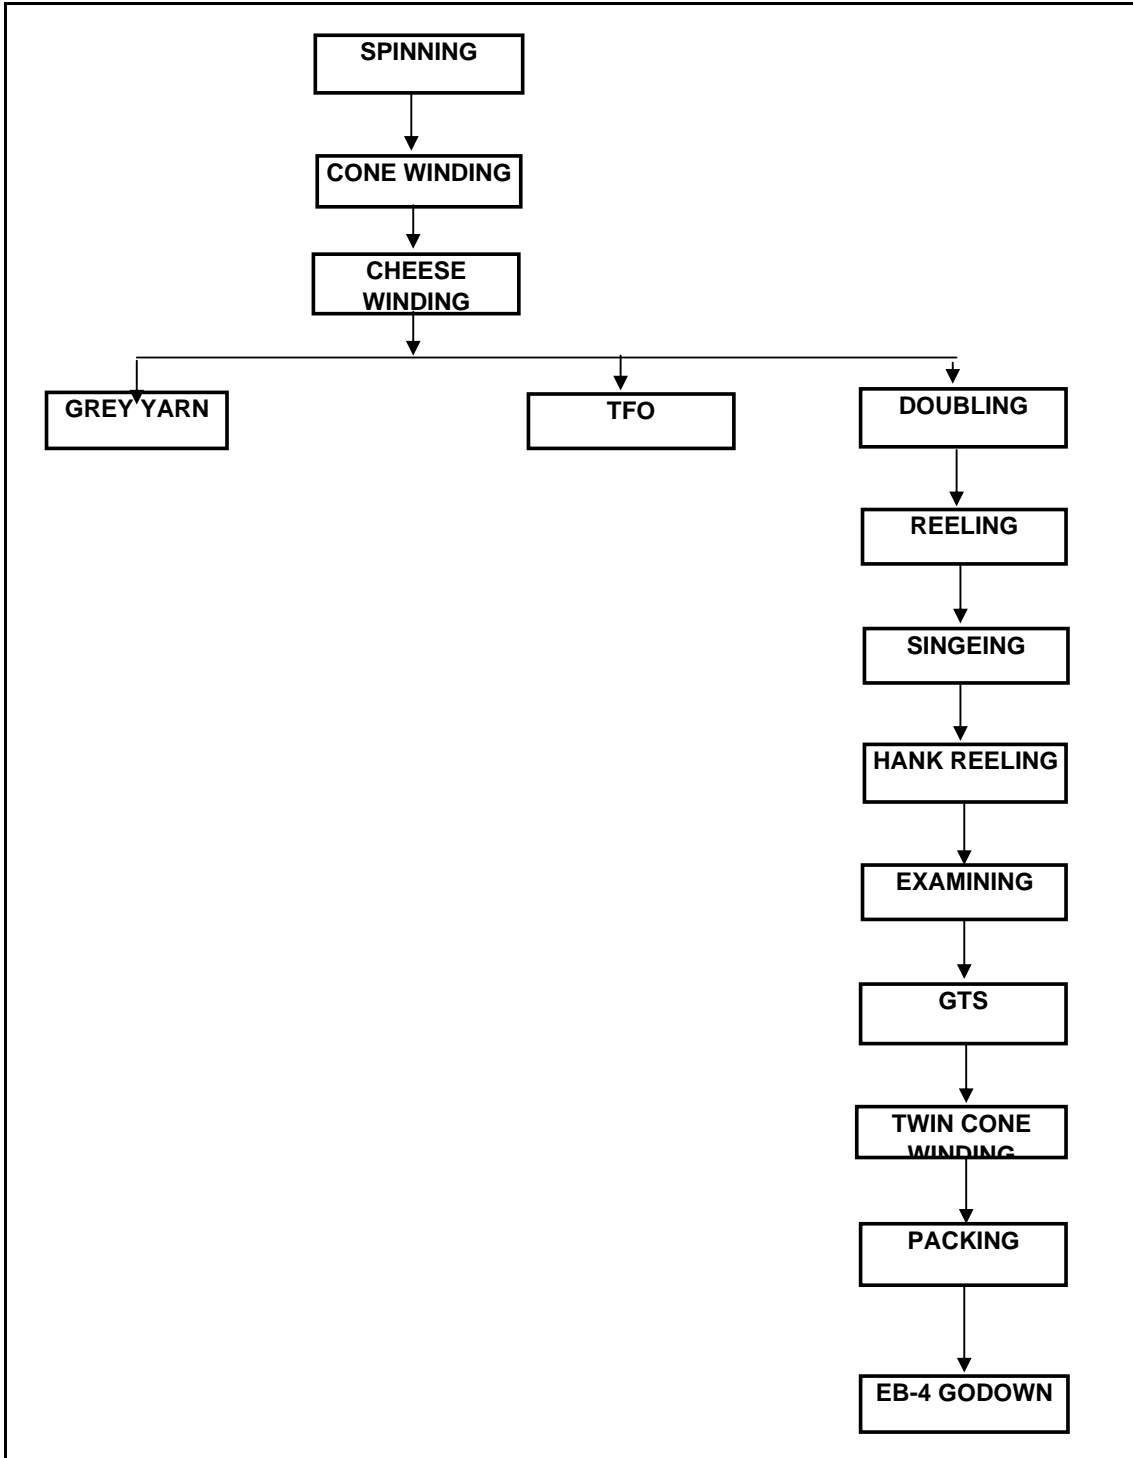 SPINNING
CONE WINDING
CHEESE
WINDING
GREY YARN
TFO
DOUBLING
REELING
SINGEING
HANK REELING
EXAMINING
GTS
TWIN CONE
WINDING
PACKING
EB-4 GODOWN